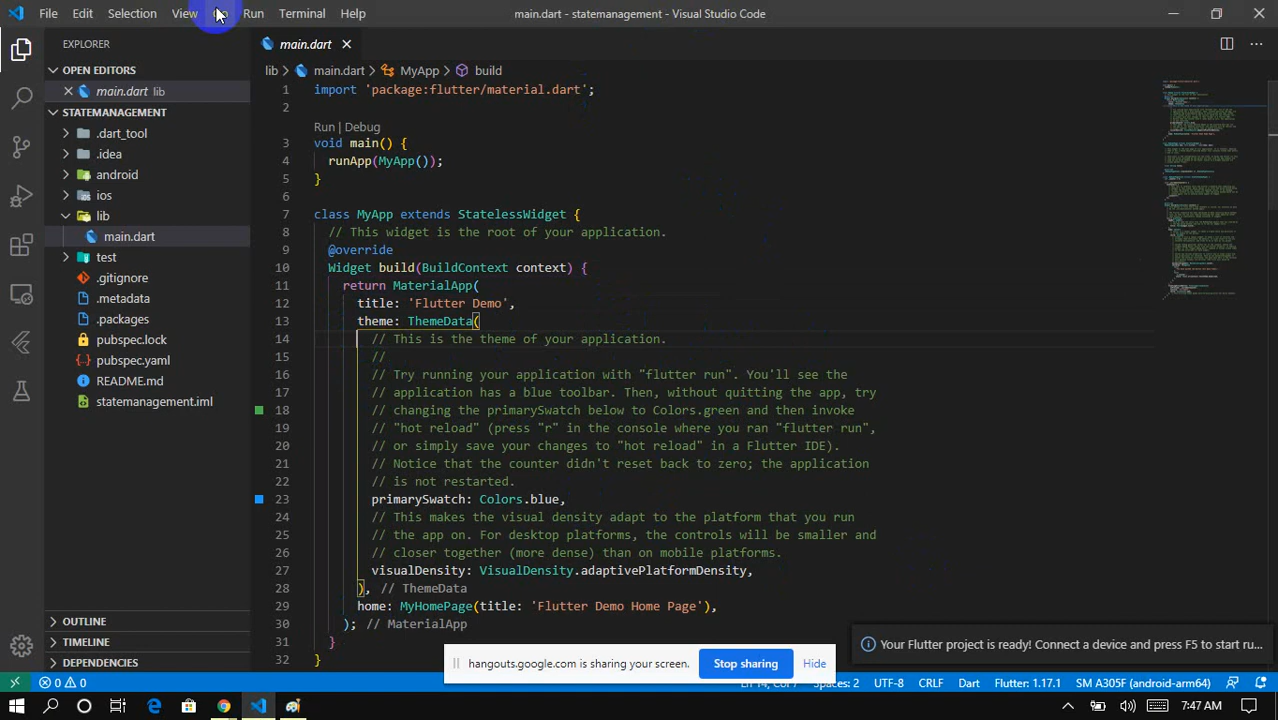 File Edit Selection View Go Run Terminal Help
main.dart - statemanagement - Visual Studio Code
EXPLORER
OPEN EDITORS
main.dart lib
STATEMANAGEMENT
.dart_tool
.idea
android
ios
lib
main.dart
test
.gitignore
.metadata
.packages
pubspec.lock
pubspec.yaml
README.md
statemanagement.iml
OUTLINE
TIMELINE
DEPENDENCIES
main.dart
lib main.dart MyApp build
1 import 'package:flutter/material.dart';
2
Run | Debug
3 void main() {
4 runApp(MyApp());
5 }
6
7 class MyApp extends StatelessWidget {
8 // This widget is the root of your application.
9 @override
10 Widget build(BuildContext context) {
11 return MaterialApp(
12 title: 'Flutter Demo',
13 theme: ThemeData(
14 // This is the theme of your application.
15 //
16 // Try running your application with "flutter run". You'll see the
17 // application has a blue toolbar. Then, without quitting the app, try
18 // changing the primarySwatch below to Colors.green and then invoke
19 // "hot reload" (press "r" in the console where you ran "flutter run",
20 // or simply save your changes to "hot reload" in a Flutter IDE).
21 // Notice that the counter didn't reset back to zero; the application
22 // is not restarted.
23 primarySwatch: Colors.blue,
24 // This makes the visual density adapt to the platform that you run
25 // the app on. For desktop platforms, the controls will be smaller and
26 // closer together (more dense) than on mobile platforms.
27 visualDensity: VisualDensity.adaptivePlatformDensity,
28 ), // ThemeData
29 home: MyHomePage(title: 'Flutter Demo Home Page'),
30 ); // MaterialApp
31 }
32 }
Your Flutter project is ready! Connect a device and press F5 to start ru...
hangouts.google.com is sharing your screen. Stop sharing Hide
0 0 Ln 14, Col 7 Spaces: 2 UTF-8 CRLF Dart Flutter: 1.17.1 SM A305F (android-arm64)
7:47 AM